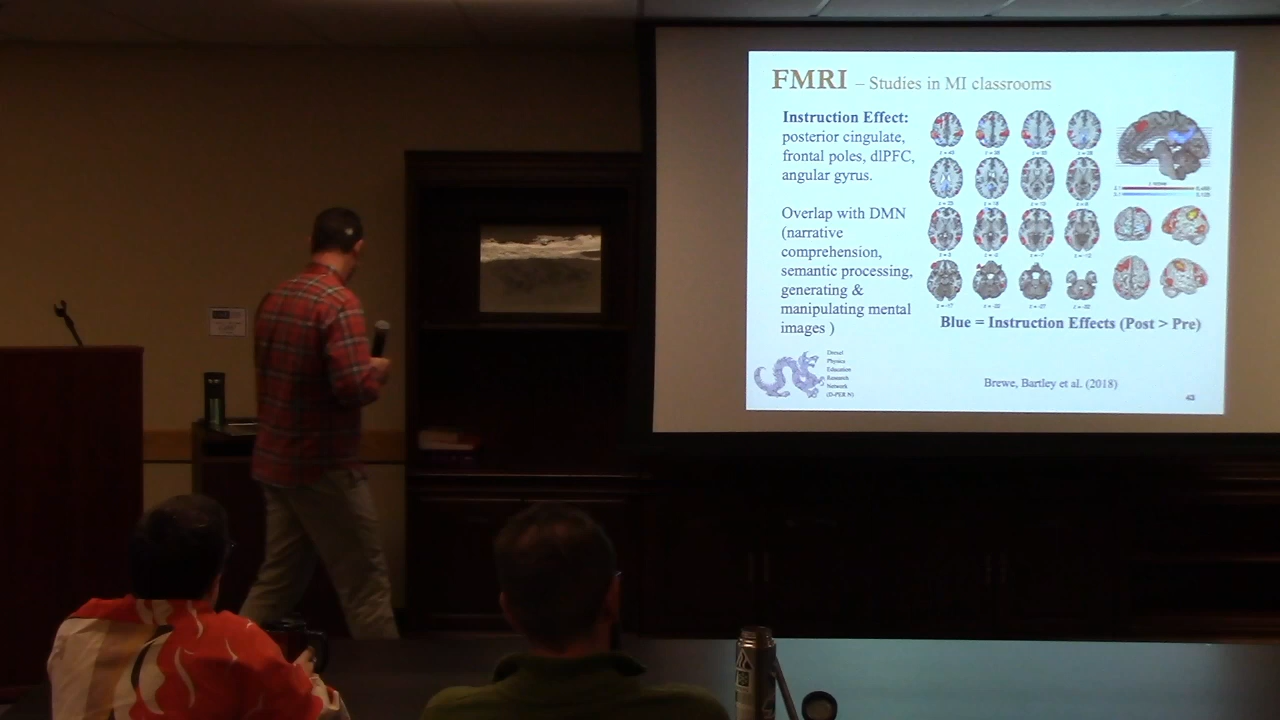 FMRI – Studies in MI classrooms
Instruction Effect:
posterior cingulate,
frontal poles, dlPFC,
angular gyrus.
Overlap with DMN
(narrative
comprehension,
semantic processing,
generating &
manipulating mental
images )
Blue = Instruction Effects (Post > Pre)
Drexel
Physics
Education
Research
Network
(D-PER N)
Brewe, Bartley et al. (2018)
43